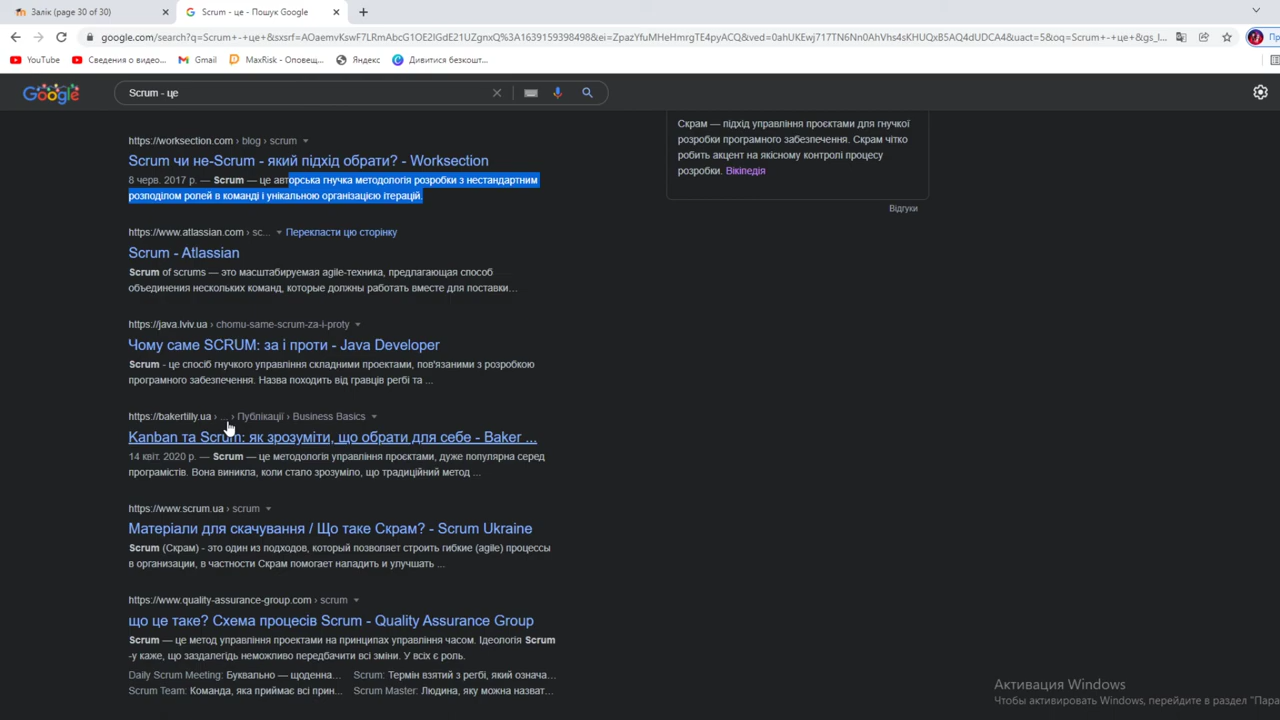 Залік (page 30 of 30)
Scrum - це - Пошук Google
google.com/search?q=Scrum+-+це+&sxsrf=AOaemvKswF7LRmAbcG1OE2IGdE21UZgnxQ%3A1639159398498&ei=ZpazYfuMHeHmrgTE4pyACQ&ved=0ahUKEwj717TN6Nn0AhVhs4sKHUQxB5AQ4dUDCA4&uact=5&oq=Scrum+-+це+&gs_l...
Пр
YouTube
Сведения о видео...
Gmail
MaxRisk - Оповещ...
Яндекс
Дивитися безкошт...
Google
Scrum - це
https://worksection.com › blog › scrum
Scrum чи не-Scrum - який підхід обрати? - Worksection
8 черв. 2017 р. — Scrum — це авторська гнучка методологія розробки з нестандартним
розподілом ролей в команді і унікальною організацією ітерацій.
https://www.atlassian.com › sc... Перекласти цю сторінку
Scrum - Atlassian
Scrum of scrums — это масштабируемая agile-техника, предлагающая способ
объединения нескольких команд, которые должны работать вместе для поставки...
https://java.lviv.ua › chomu-same-scrum-za-i-proty
Чому саме SCRUM: за і проти - Java Developer
Scrum - це спосіб гнучкого управління складними проектами, пов'язаними з розробкою
програмного забезпечення. Назва походить від гравців регбі та ...
https://bakertilly.ua › ... › Публікації › Business Basics
Kanban та Scrum: як зрозуміти, що обрати для себе - Baker ...
14 квіт. 2020 р. — Scrum — це методологія управління проєктами, дуже популярна серед
програмістів. Вона виникла, коли стало зрозуміло, що традиційний метод ...
https://www.scrum.ua › scrum
Матеріали для скачування / Що таке Скрам? - Scrum Ukraine
Scrum (Скрам) - это один из подходов, который позволяет строить гибкие (agile) процессы
в организации, в частности Скрам помогает наладить и улучшать ...
https://www.quality-assurance-group.com › scrum
що це таке? Схема процесів Scrum - Quality Assurance Group
Scrum — це метод управління проектами на принципах управління часом. Ідеологія Scrum
-у каже, що заздалегідь неможливо передбачити всі зміни. У всіх є роль.
Daily Scrum Meeting: Буквально — щоденна... Scrum: Термін взятий з регбі, який означа...
Scrum Team: Команда, яка приймає всі прин... Scrum Master: Людина, яку можна назват...
Скрам — підхід управління проєктами для гнучкої
розробки програмного забезпечення. Скрам чітко
робить акцент на якісному контролі процесу
розробки. Вікіпедія
Відгуки
Активация Windows
Чтобы активировать Windows, перейдите в раздел "Пара